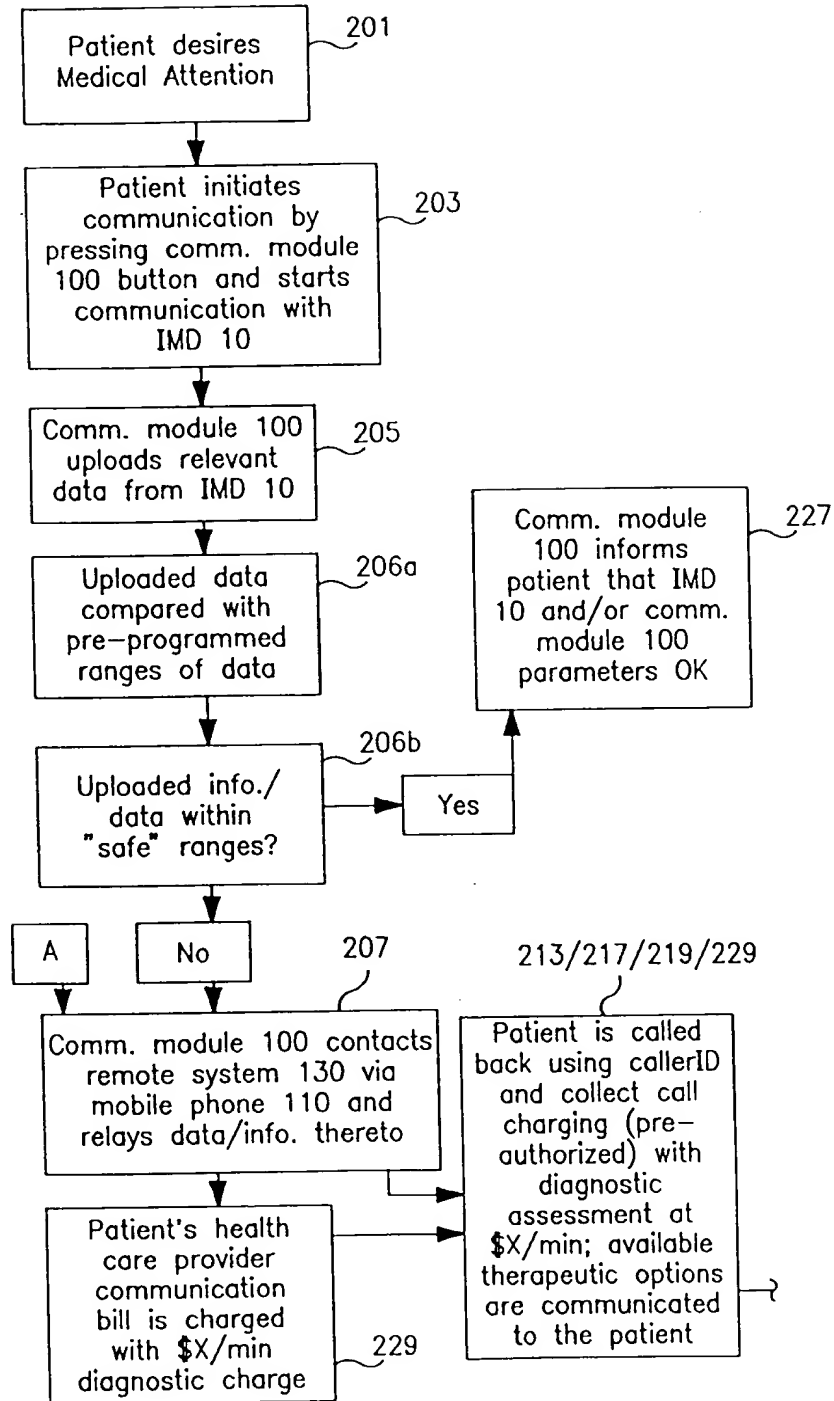 Patient desires
Medical Attention
201
Patient initiates
communication by
pressing comm. module
100 button and starts
communication with
IMD 10
203
Comm. module 100
uploads relevant
data from IMD 10
205
Uploaded data
compared with
pre-programmed
ranges of data
206a
Comm. module
100 informs
patient that IMD
10 and/or comm.
module 100
parameters OK
227
Uploaded info./
data within
"safe" ranges?
206b
Yes
A
No
207
Comm. module 100 contacts
remote system 130 via
mobile phone 110 and
relays data/info. thereto
213/217/219/229
Patient is called
back using callerID
and collect call
charging (pre-
authorized) with
diagnostic
assessment at
$X/min; available
therapeutic options
are communicated
to the patient
Patient's health
care provider
communication
bill is charged
with $X/min
diagnostic charge
229